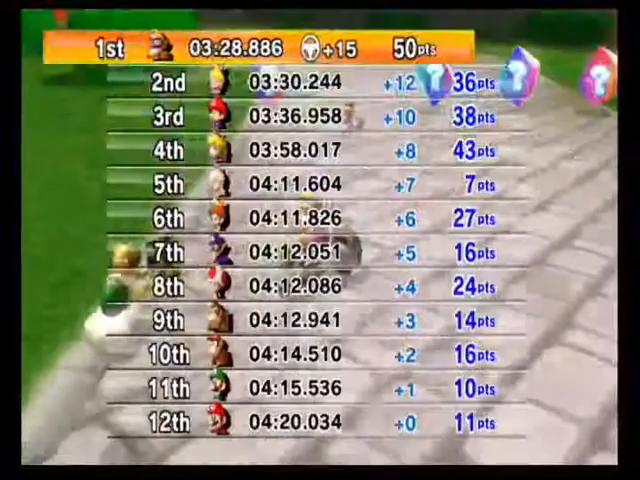 1st 03:28.886 +15 50pts
2nd 03:30.244 +12 36pts
3rd 03:36.958 +10 38pts
4th 03:58.017 +8 43pts
5th 04:11.604 +7 7pts
6th 04:11.826 +6 27pts
7th 04:12.051 +5 16pts
8th 04:12.086 +4 24pts
9th 04:12.941 +3 14pts
10th 04:14.510 +2 16pts
11th 04:15.536 +1 10pts
12th 04:20.034 +0 11pts
? ? ?